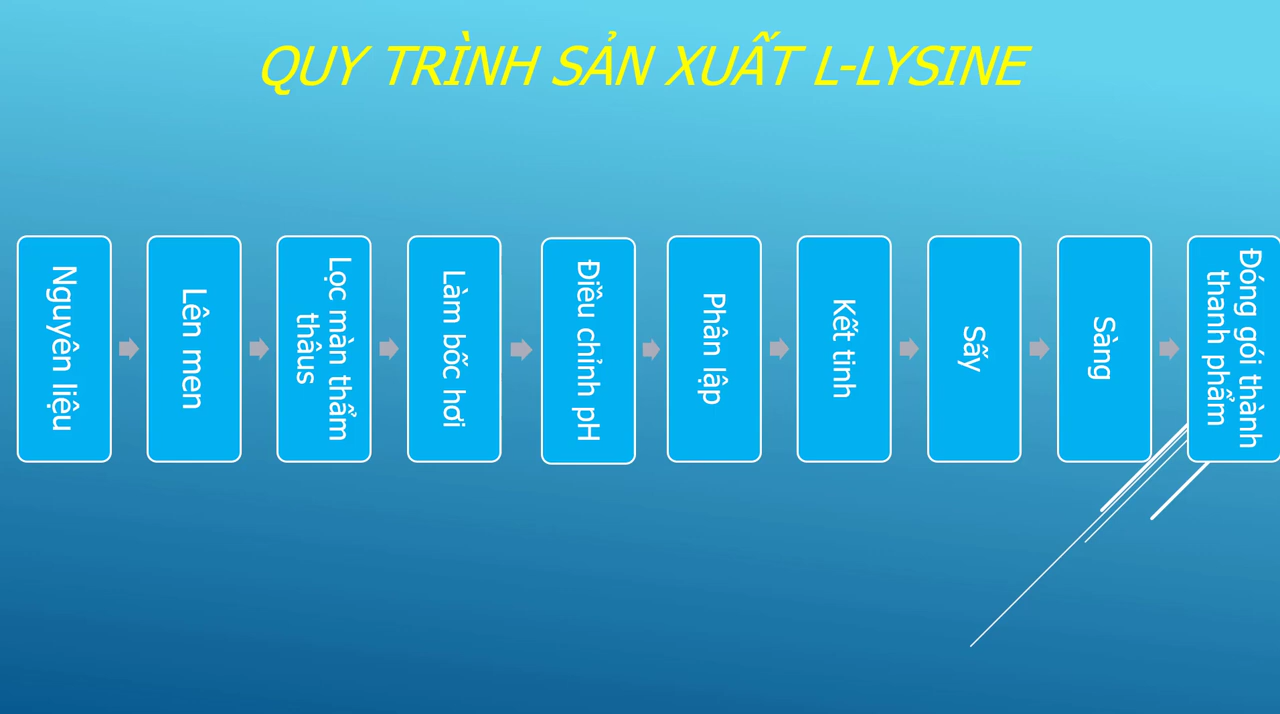 QUY TRÌNH SẢN XUẤT L-LYSINE
Nguyên liệu
Lên men
Lọc màn thẩm
thâus
Làm bốc hơi
Điều chỉnh pH
Phân lập
Kết tinh
Sấy
Sàng
Đóng gói thành
thanh phẩm